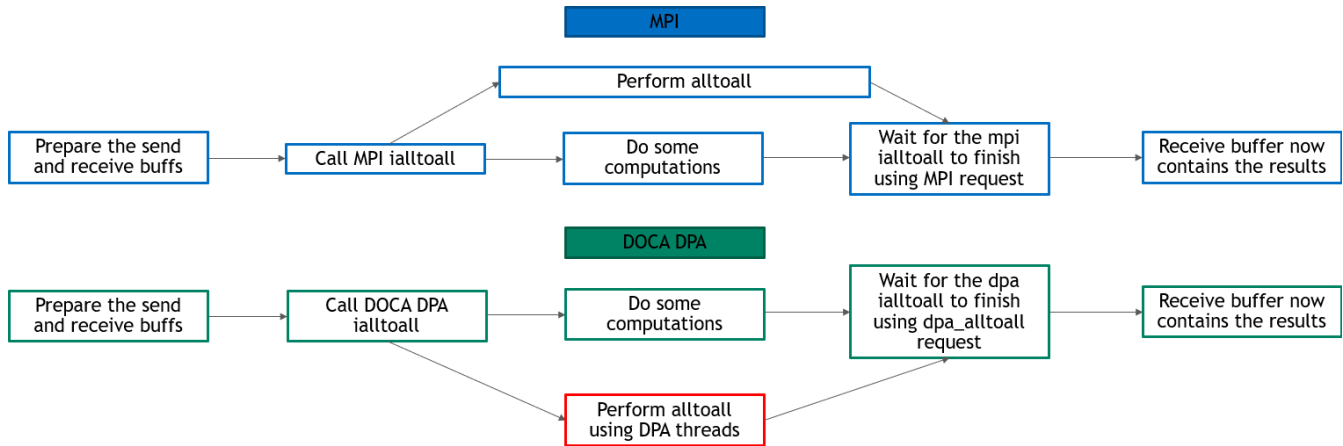 MPI
Perform alltoall
Prepare the send
and receive buffs
Call MPI ialltoall
Do some
computations
Wait for the mpi
ialltoall to finish
using MPI request
Receive buffer now
contains the results
DOCA DPA
Prepare the send
and receive buffs
Call DOCA DPA
ialltoall
Do some
computations
Wait for the dpa
ialltoall to finish
using dpa_alltoall
request
Receive buffer now
contains the results
Perform alltoall
using DPA threads